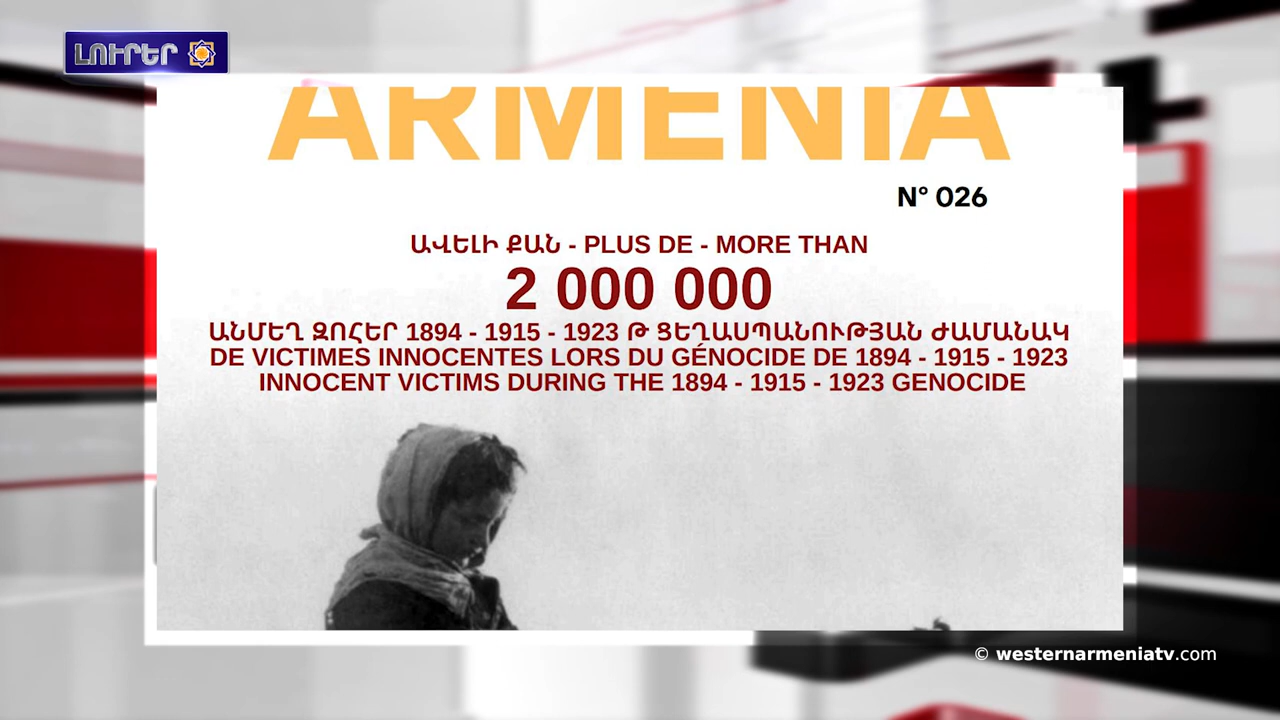 ԼՈՒՐԵՐ
ARMENIA
N° 026
ԱՎԵԼԻ ՔԱՆ - PLUS DE - MORE THAN
2 000 000
ԱՆՄԵՂ ԶՈՀԵՐ 1894 - 1915 - 1923 Թ ՑԵՂԱՍՊԱՆՈՒԹՅԱՆ ԺԱՄԱՆԱԿ
DE VICTIMES INNOCENTES LORS DU GÉNOCIDE DE 1894 - 1915 - 1923
INNOCENT VICTIMS DURING THE 1894 - 1915 - 1923 GENOCIDE
© westernarmeniatv.com